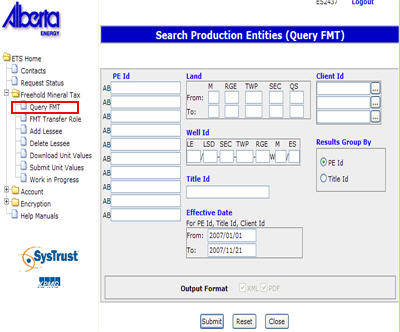 ES2437 Logout
Alberta
ENERGY
Search Production Entities (Query FMT)
ETS Home
Contacts
Request Status
Freehold Mineral Tax
Query FMT
FMT Transfer Role
Add Lessee
Delete Lessee
Download Unit Values
Submit Unit Values
Work in Progress
Account
Encryption
Help Manuals
SysTrust
KPMG
PE Id
AB
AB
AB
AB
AB
AB
AB
AB
AB
AB
Land
M RGE TWP SEC QS
From:
To:
Well Id
LE LSD SEC TWP RGE M ES
/ - - - W /
Title Id
Effective Date
For PE Id, Title Id, Client Id
From: 2007/01/01
To: 2007/11/21
Client Id
...
...
...
Results Group By
PE Id
Title Id
Output Format XML PDF
Submit Reset Close